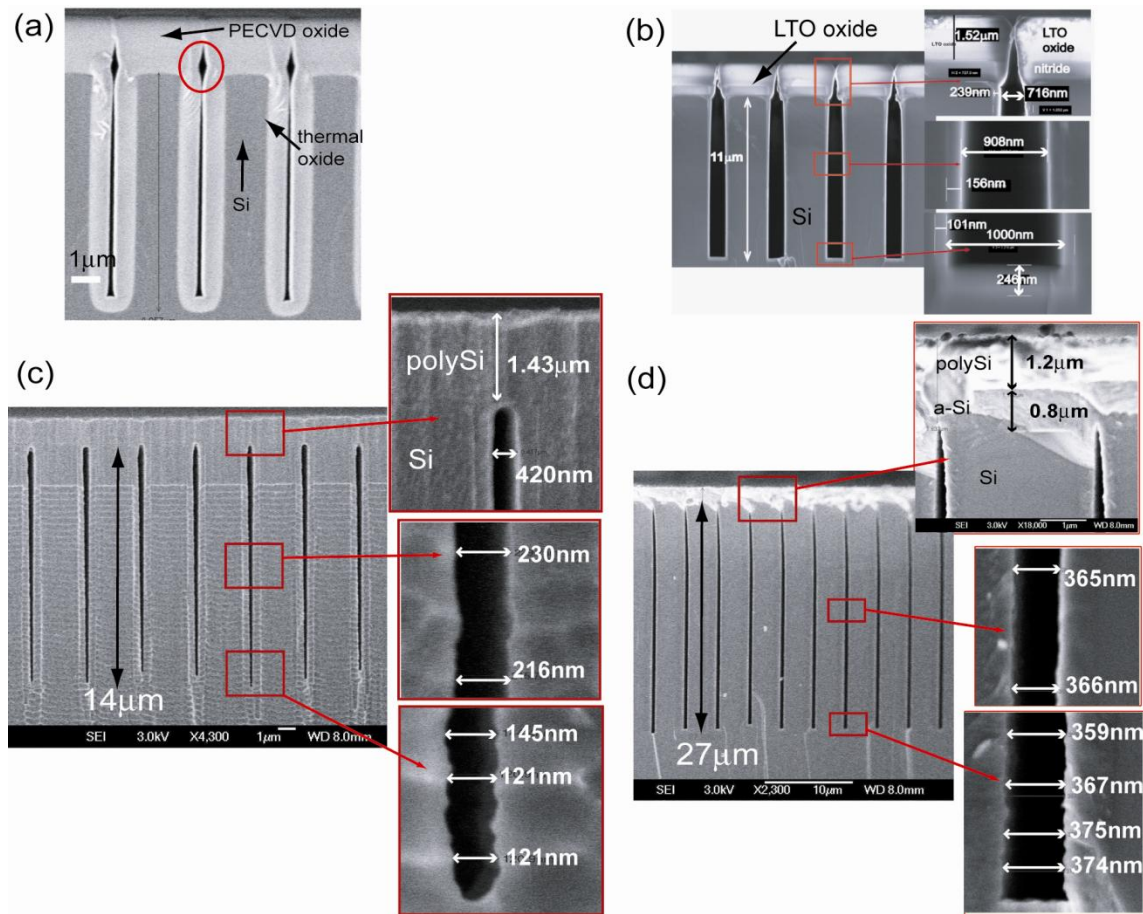 (a)
PECVD oxide
thermal
oxide
Si
1μm
(b)
LTO oxide
11μm
Si
1.52μm
LTO oxide
LTO
oxide
nitride
239nm
716nm
908nm
156nm
101nm
1000nm
246nm
(c)
14μm
SEI 3.0kV X4,300 1μm WD 8.0mm
polySi
1.43μm
Si
420nm
230nm
216nm
145nm
121nm
121nm
(d)
27μm
SEI 3.0kV X2,300 10μm WD 8.0mm
polySi
1.2μm
a-Si
0.8μm
Si
SEI 3.0kV X18,000 1μm WD 8.0mm
365nm
366nm
359nm
367nm
375nm
374nm